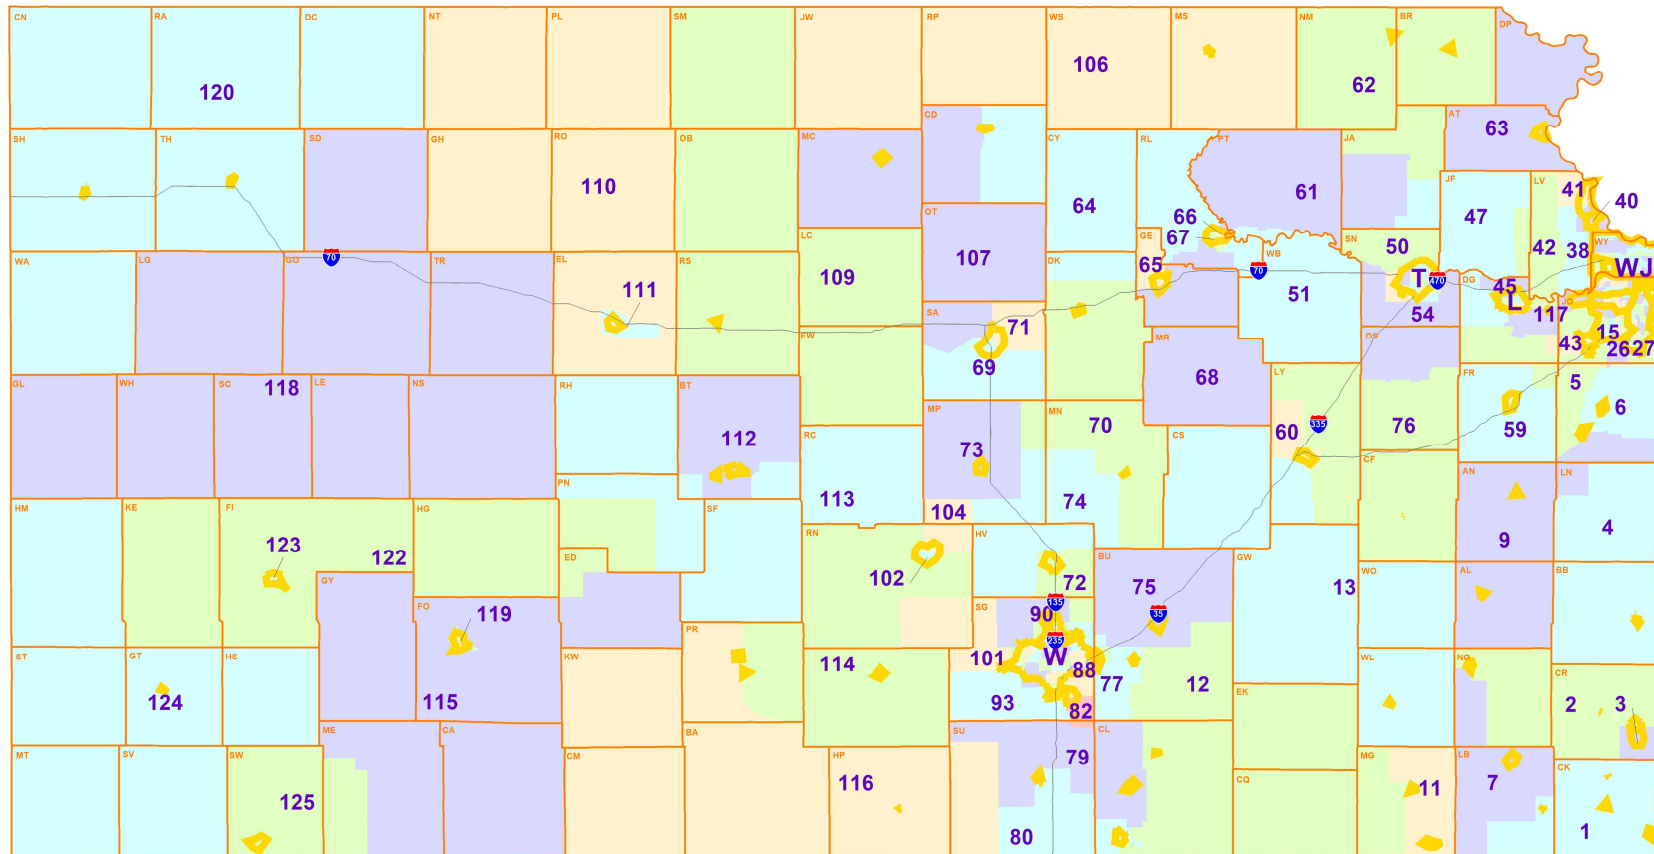 CN RA DC NT PL SM JW RP WS MS NM BR DP
120 106 62
SH TH SD GH RO OB MC CD CY RL PT JA AT
63
110 64 61 JF LV 41 40
47
OT 66
67 GE WB SN 50 42 38 WY
WA LG GO 70 TR EL RS LC 109 107 DK 65 70 51 T 470 DG 45 L WJ
111 SA 71 54 117 JO
FW 69 MR OS 43 15
26 27
GL WH SC 118 LE NS RH BT 68 LY FR 5
6
MP MN 70 CS 60 335 76 59
112 RC 73 CF AN LN
HM KE FI HG PN SF 113 104 74 9 4
123 122 ED RN HV BU GW
102 72 75 13 WO AL BB
GY FO 119 SG 90 135 35
235
ST GT HS KW PR 114 101 W 88 WL NO CR
124 115 93 82 77 12 EK 2 3
ME CA BA SU 79 CL
MT SV SW CM HP MG LB CK
125 116 CQ 11 7
80 1